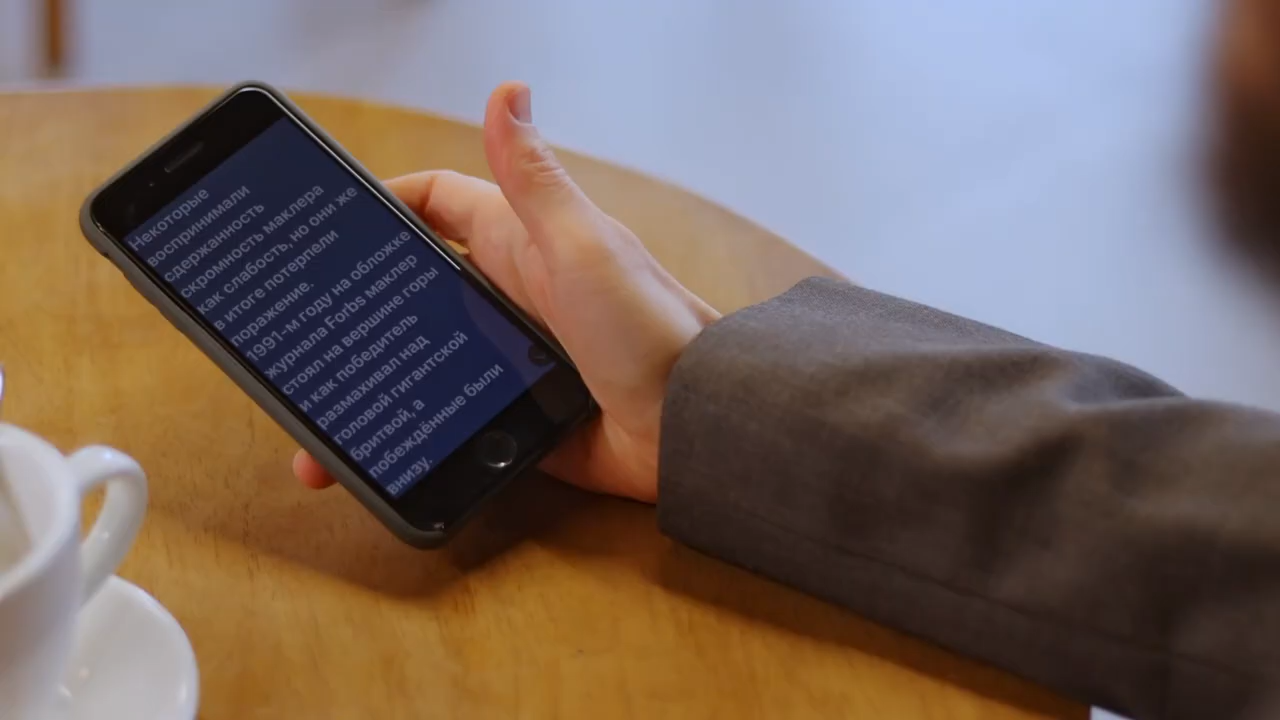 Некоторые
воспринимали
сдержанность
скромность маклера
как слабость, но они же
в итоге потерпели
поражение.
1991-м году на обложке
журнала Forbs маклер
стоял на вершине горы
и как победитель
размахивал над
головой гигантской
бритвой, а
побеждённые были
внизу.